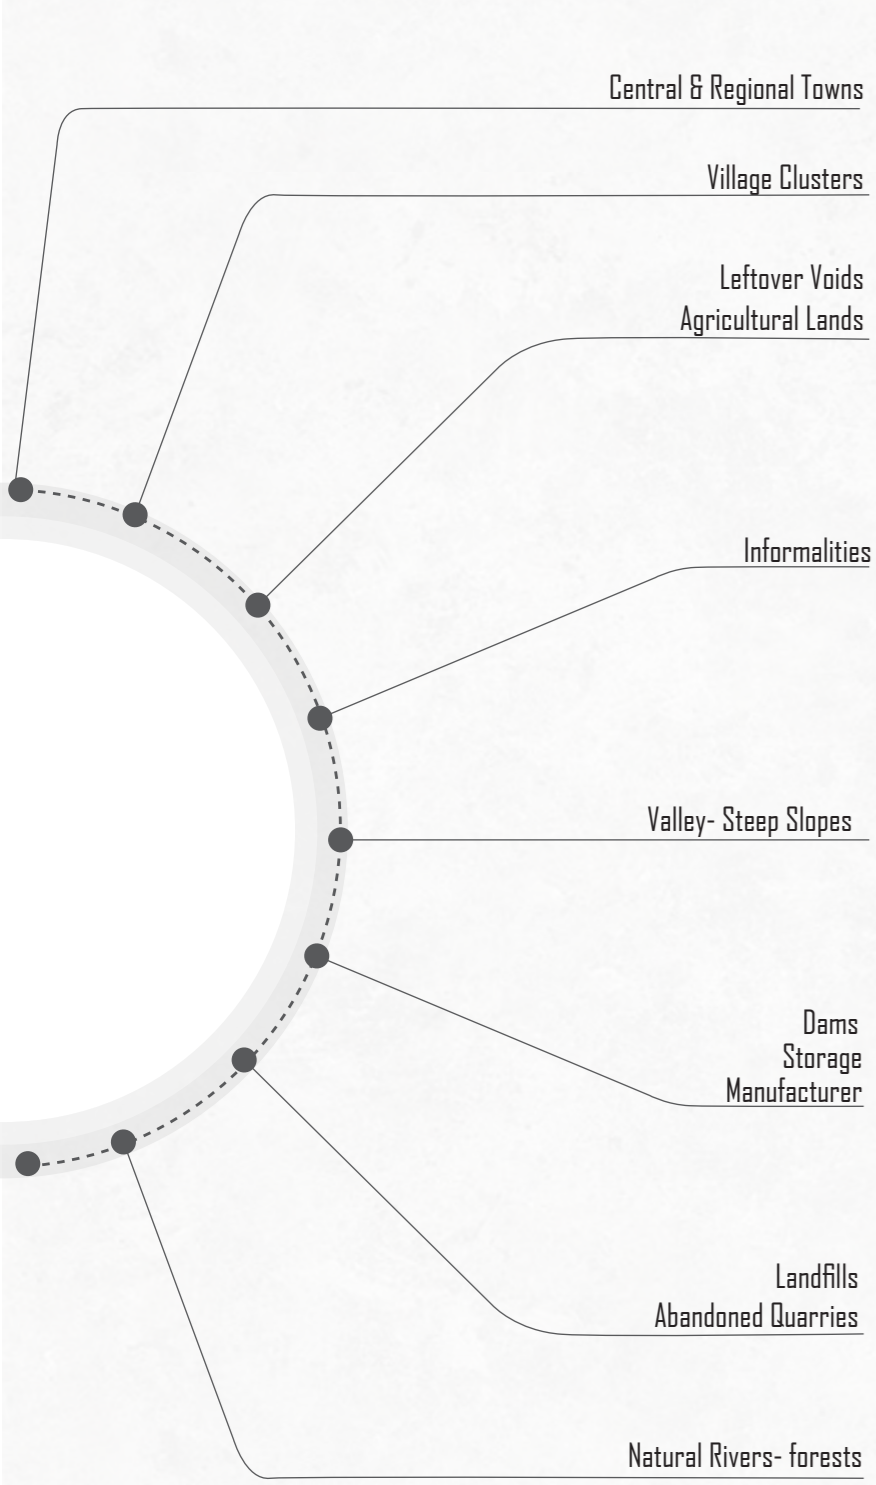 Central & Regional Towns
Village Clusters
Leftover Voids
Agricultural Lands
Informalities
Valley- Steep Slopes
Dams
Storage
Manufacturer
Landfills
Abandoned Quarries
Natural Rivers- forests